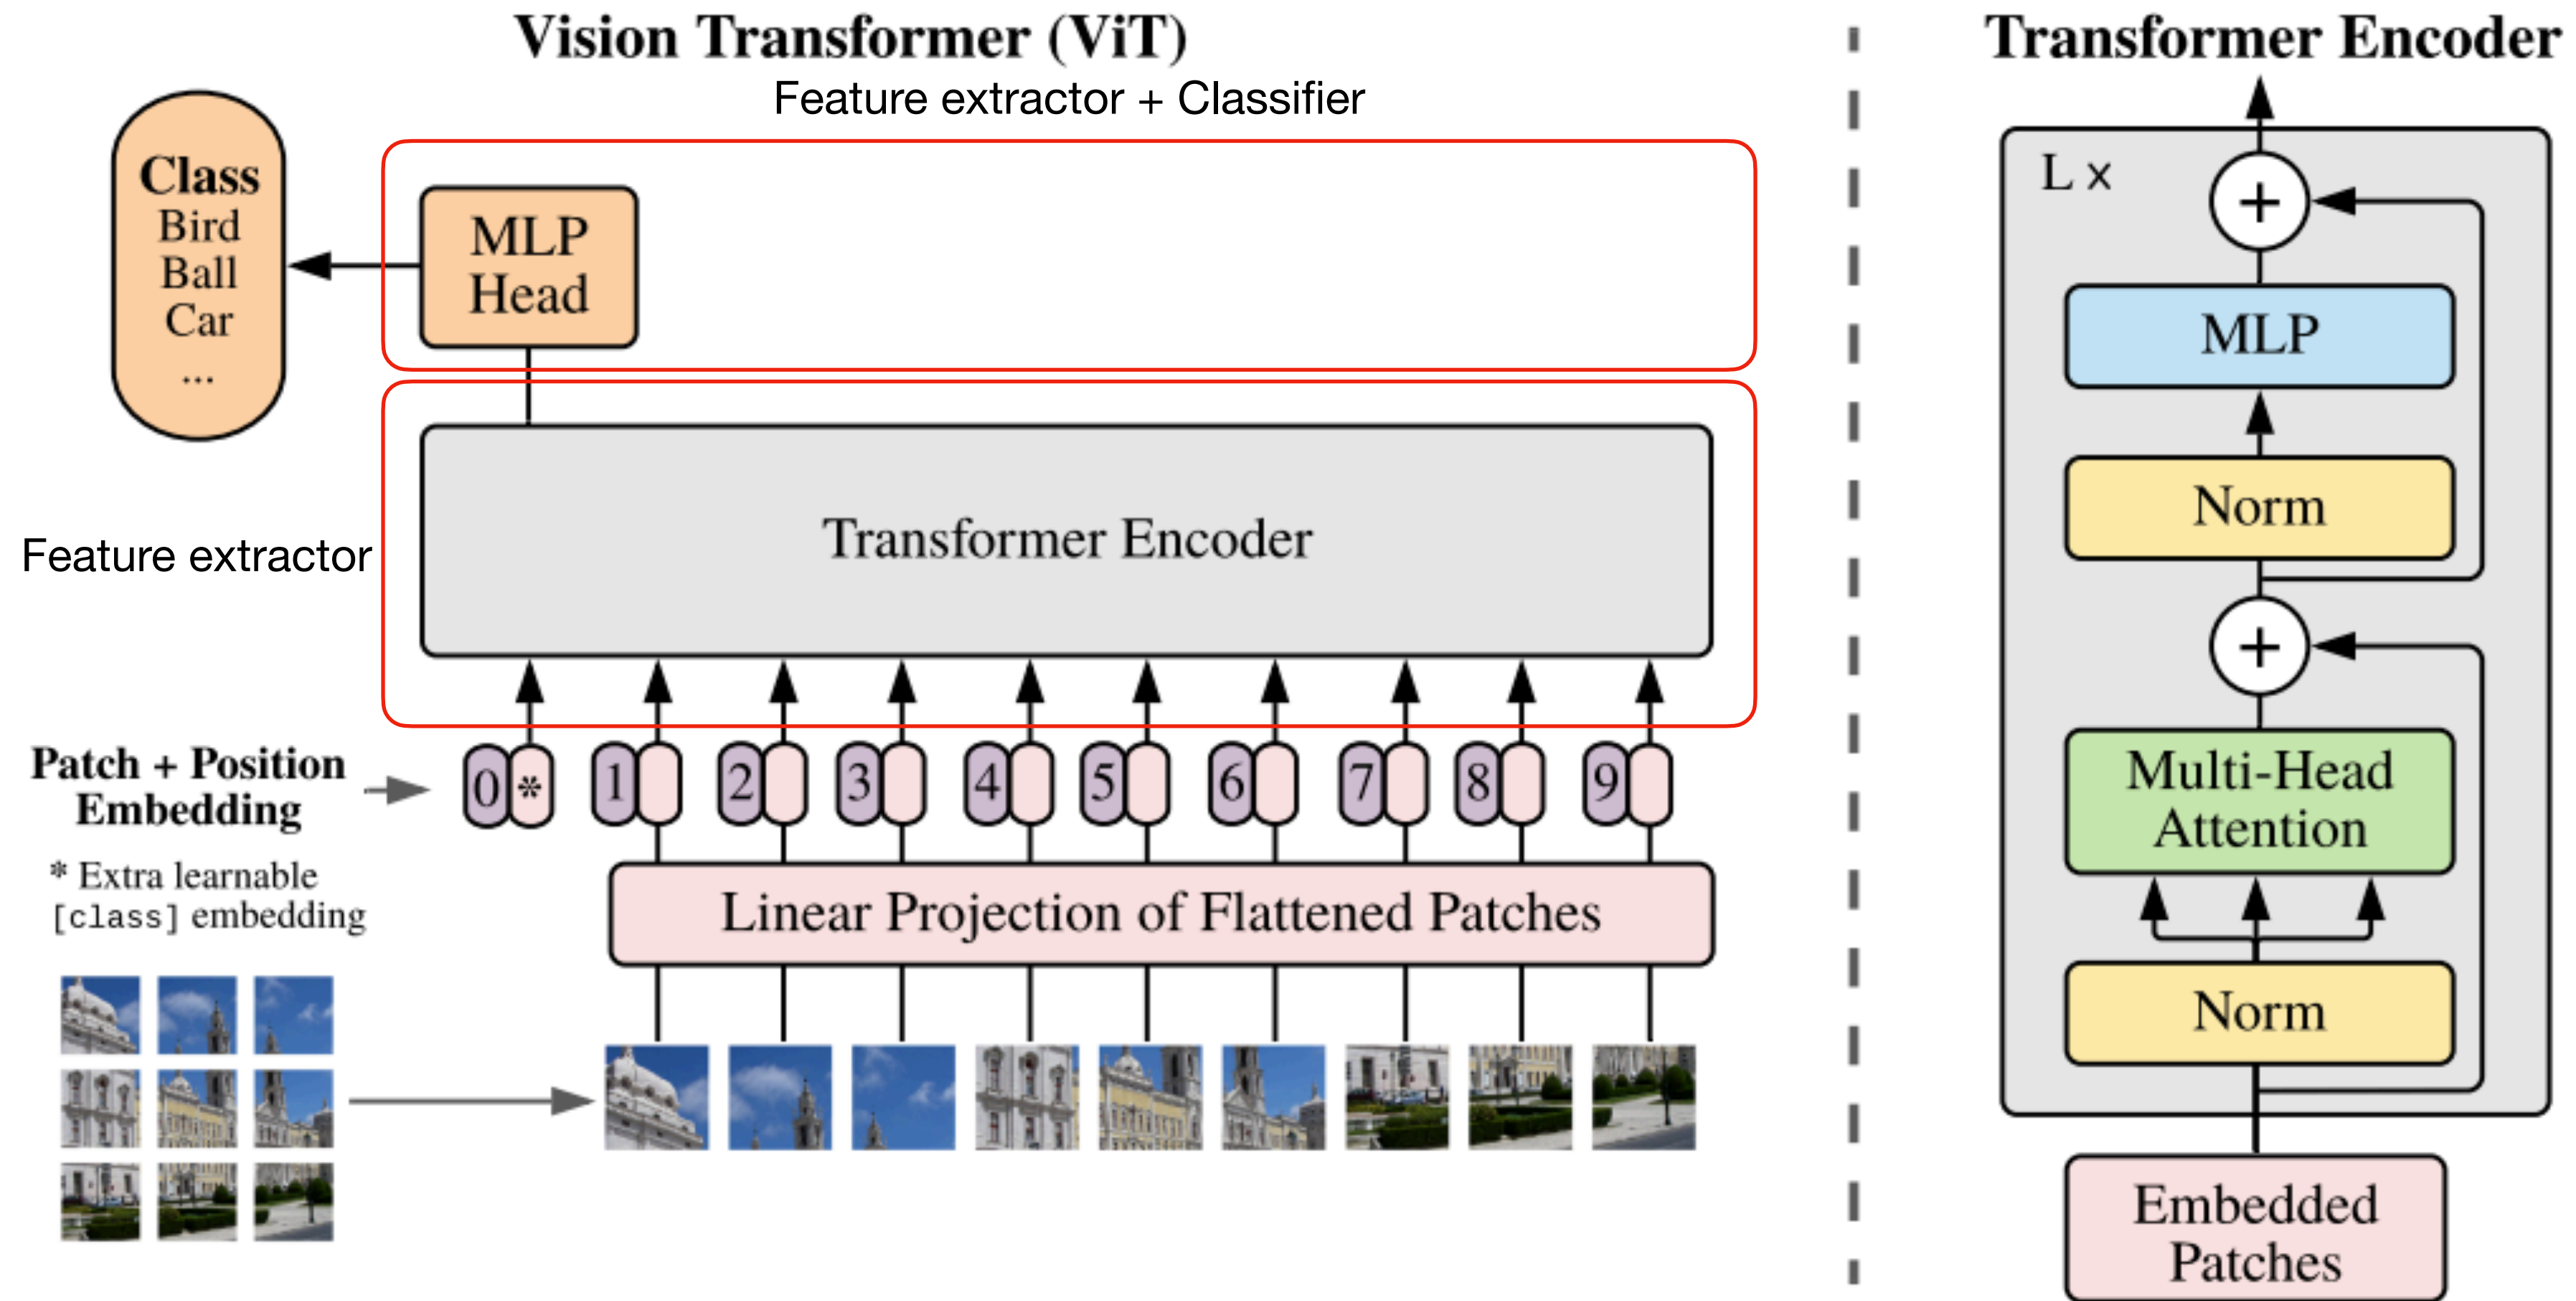 Vision Transformer (ViT)
Feature extractor + Classifier
Class
Bird
Ball
Car
...
MLP
Head
Feature extractor
Transformer Encoder
Patch + Position
Embedding
0 * 1 2 3 4 5 6 7 8 9
* Extra learnable
[class] embedding
Linear Projection of Flattened Patches
Transformer Encoder
L x
+
MLP
Norm
+
Multi-Head
Attention
Norm
Embedded
Patches